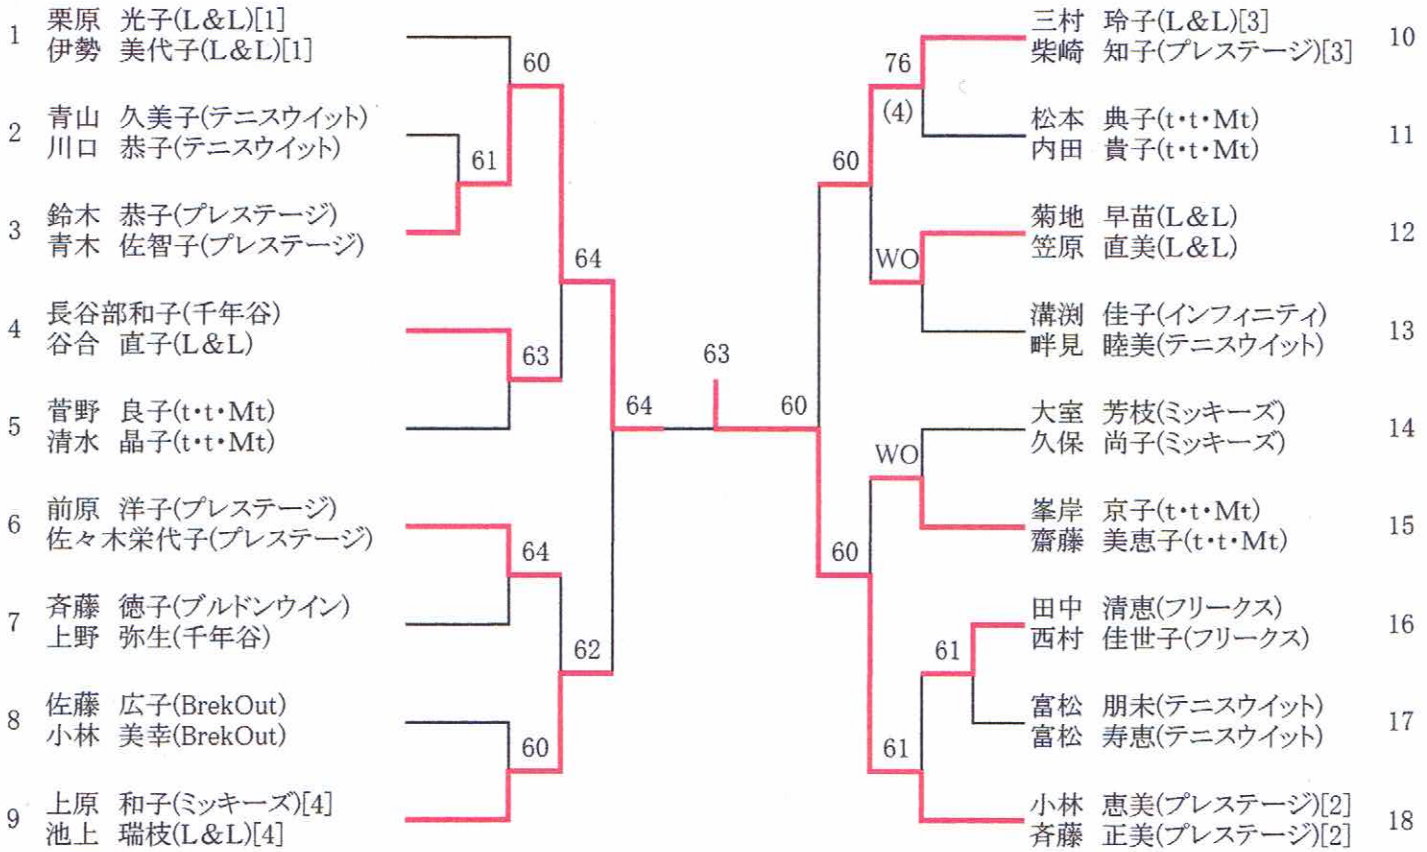 1
栗原 光子(L&L)[1]
伊勢 美代子(L&L)[1]
2
青山 久美子(テニスウイット)
川口 恭子(テニスウイット)
3
鈴木 恭子(プレステージ)
青木 佐智子(プレステージ)
4
長谷部和子(千年谷)
谷合 直子(L&L)
5
菅野 良子(t・t・Mt)
清水 晶子(t・t・Mt)
6
前原 洋子(プレステージ)
佐々木栄代子(プレステージ)
7
斉藤 徳子(ブルドンウイン)
上野 弥生(千年谷)
8
佐藤 広子(BrekOut)
小林 美幸(BrekOut)
9
上原 和子(ミッキーズ)[4]
池上 瑞枝(L&L)[4]
60
61
64
63
64
64
62
60
63
60
76
(4)
60
WO
WO
60
61
61
三村 玲子(L&L)[3]
柴崎 知子(プレステージ)[3]
10
松本 典子(t・t・Mt)
内田 貴子(t・t・Mt)
11
菊地 早苗(L&L)
笠原 直美(L&L)
12
溝渕 佳子(インフィニティ)
畔見 睦美(テニスウイット)
13
大室 芳枝(ミッキーズ)
久保 尚子(ミッキーズ)
14
峯岸 京子(t・t・Mt)
齋藤 美恵子(t・t・Mt)
15
田中 清恵(フリークス)
西村 佳世子(フリークス)
16
富松 朋未(テニスウイット)
富松 寿恵(テニスウイット)
17
小林 恵美(プレステージ)[2]
斉藤 正美(プレステージ)[2]
18